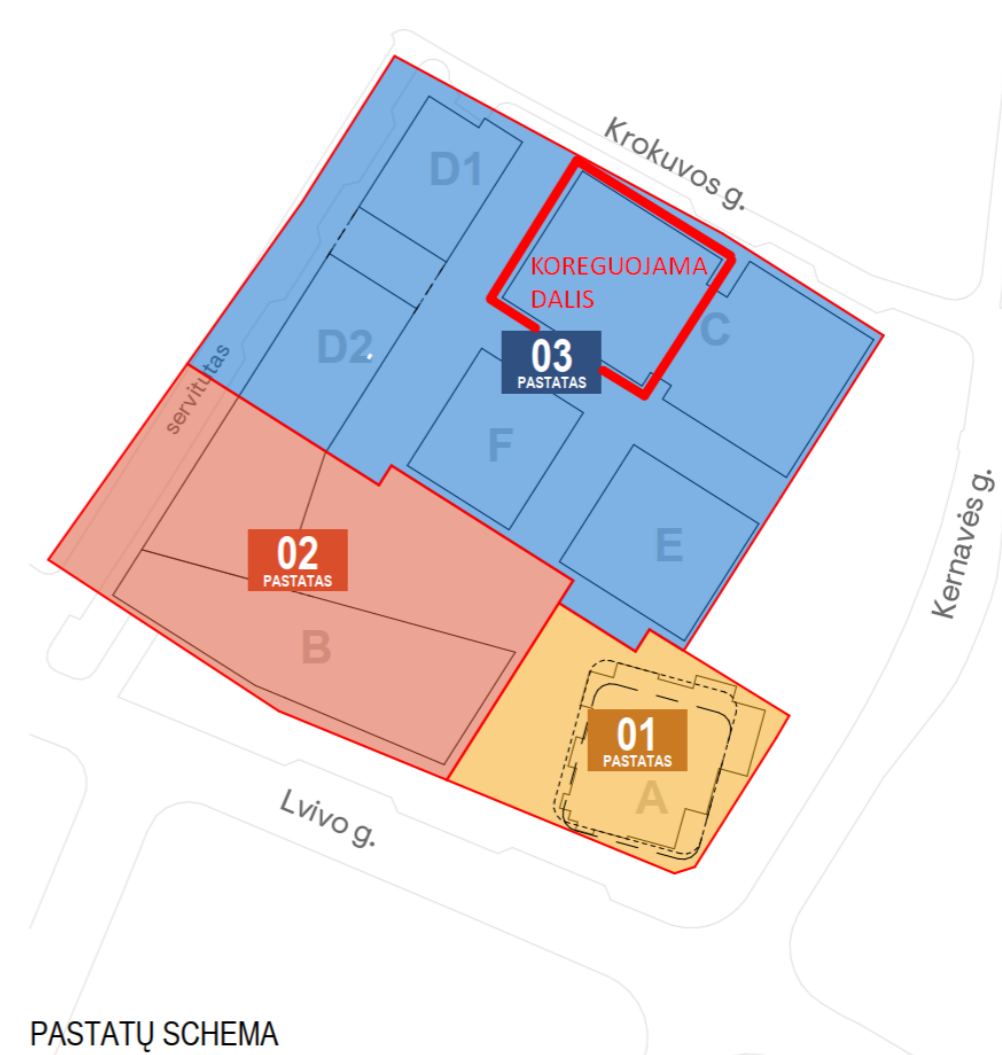 Krokuvos g.
D1
KOREGUOJAMA
DALIS
C
D2
03
PASTATAS
servitutas
F
E
Kernavės g.
02
PASTATAS
B
01
PASTATAS
A
Lvivo g.
PASTATŲ SCHEMA